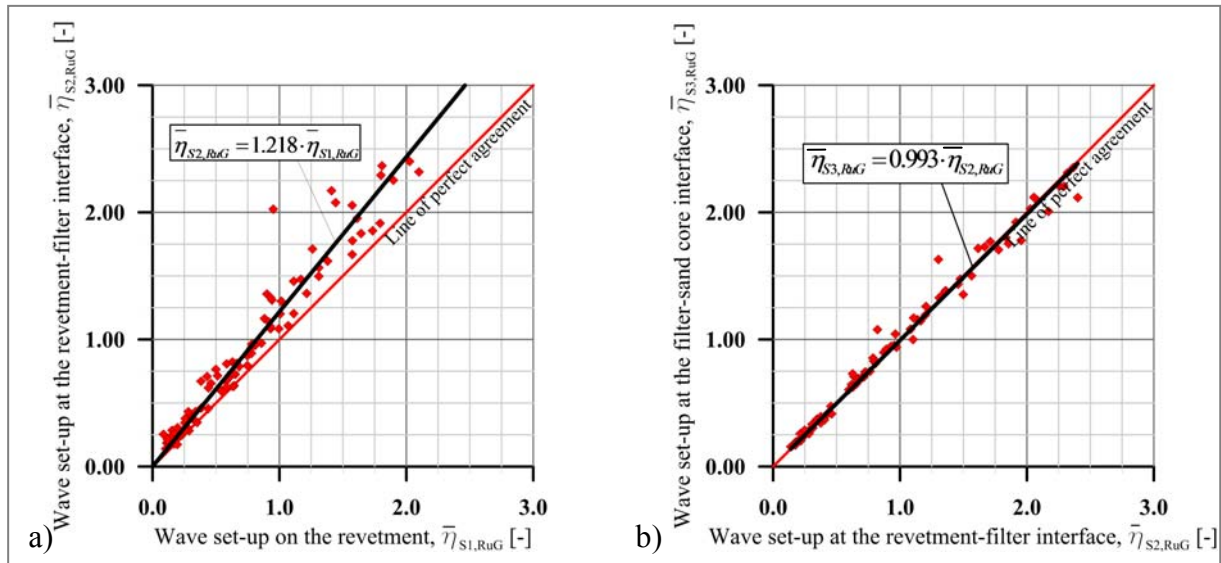 Wave set-up at the revetment-filter interface, η̅ S2,RuG [-]
3.00
2.00
1.00
0.00
η̅S2,RuG = 1.218 · η̅S1,RuG
Line of perfect agreement
0.0 1.0 2.0 3.0
a) Wave set-up on the revetment, η̅ S1,RuG [-]
Wave set-up at the filter-sand core interface, η̅ S3,RuG [-]
3.00
2.00
1.00
0.00
η̅S3,RuG = 0.993 · η̅S2,RuG
Line of perfect agreement
0.0 1.0 2.0 3.0
b) Wave set-up at the revetment-filter interface, η̅ S2,RuG [-]